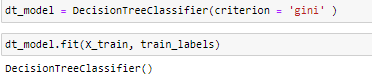 dt_model = DecisionTreeClassifier(criterion = 'gini' )
dt_model.fit(X_train, train_labels)
DecisionTreeClassifier()